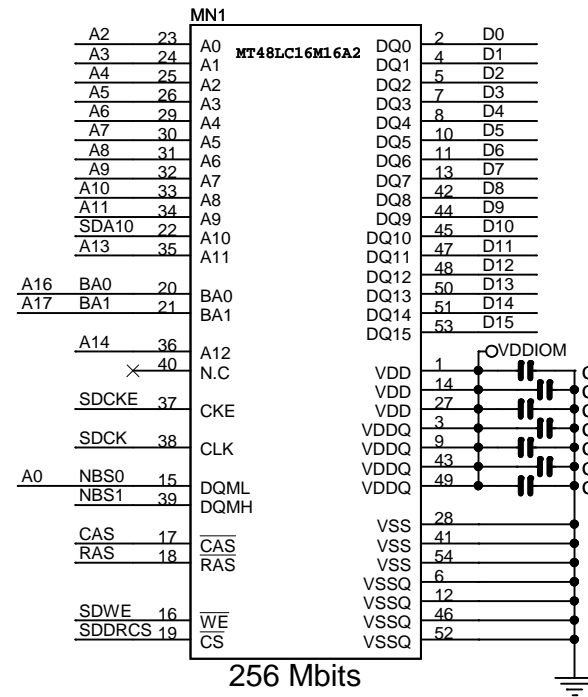 MN1
MT48LC16M16A2
A2 23 A0 DQ0 2 D0
A3 24 A1 DQ1 4 D1
A4 25 A2 DQ2 5 D2
A5 26 A3 DQ3 7 D3
A6 29 A4 DQ4 8 D4
A7 30 A5 DQ5 10 D5
A8 31 A6 DQ6 11 D6
A9 32 A7 DQ7 13 D7
A10 33 A8 DQ8 42 D8
A11 34 A9 DQ9 44 D9
SDA10 22 A10 DQ10 45 D10
A13 35 A11 DQ11 47 D11
DQ12 48 D12
A16 BA0 20 BA0 DQ13 50 D13
A17 BA1 21 BA1 DQ14 51 D14
DQ15 53 D15
A14 36 A12 VDDIOM
40 N.C VDD 1
VDD 14
SDCKE 37 CKE VDD 27
VDDQ 3
SDCK 38 CLK VDDQ 9
VDDQ 43
A0 NBS0 15 DQML VDDQ 49
NBS1 39 DQMH
VSS 28
CAS 17 CAS VSS 41
RAS 18 RAS VSS 54
VSSQ 6
VSSQ 12
SDWE 16 WE VSSQ 46
SDDRCS 19 CS VSSQ 52
256 Mbits